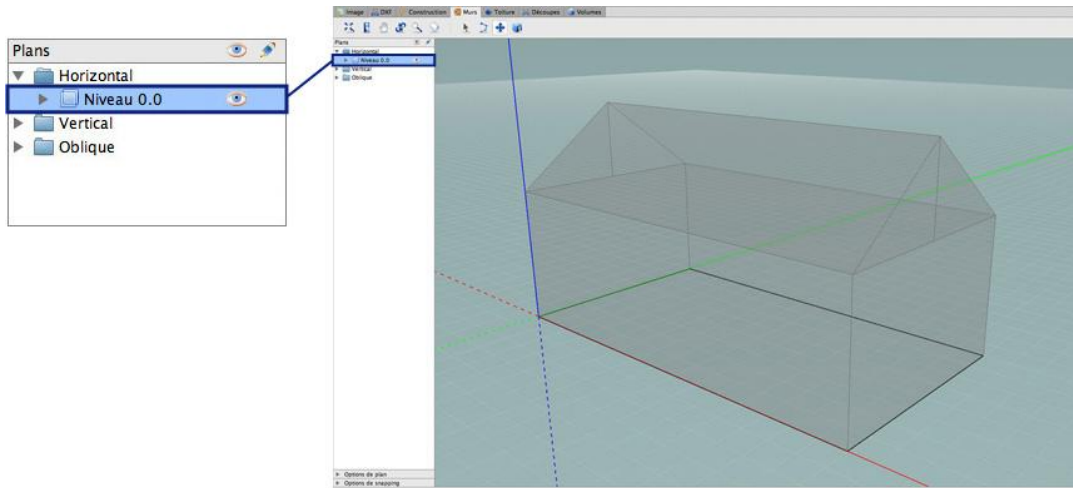 Plans
Horizontal
Niveau 0.0
Vertical
Oblique
Image DAT Construction Murs Toiture Découpes Volumes
Plans
Horizontal
Niveau 0.0
Vertical
Oblique
Options de plan
Options de snapping